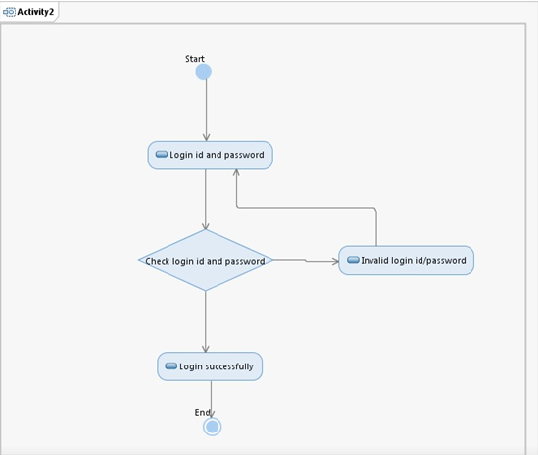 Activity2
Start
Login id and password
Check login id and password
Invalid login id/password
Login successfully
End